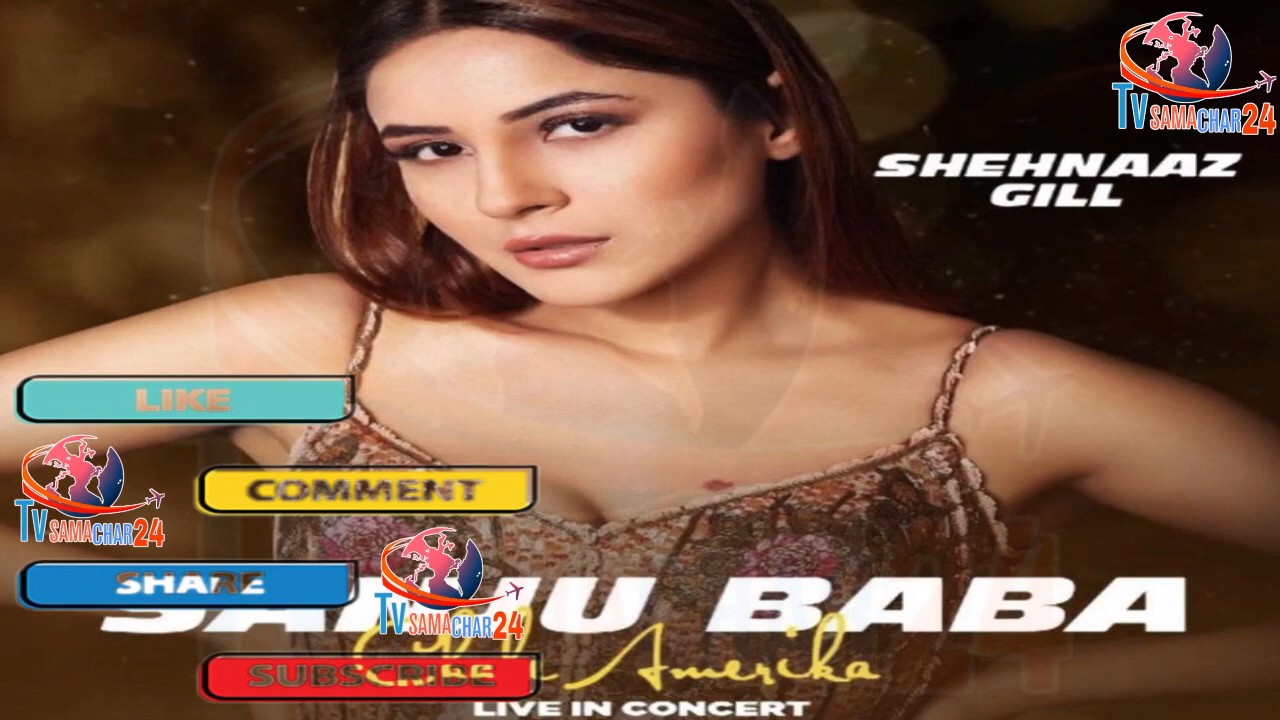 TV SAMACHAR24
SHEHNAAZ
GILL
LIKE
COMMENT
TV SAMACHAR24
SHARE
TV SAMACHAR24
BABA
Amerika
SUBSCRIBE
LIVE IN CONCERT